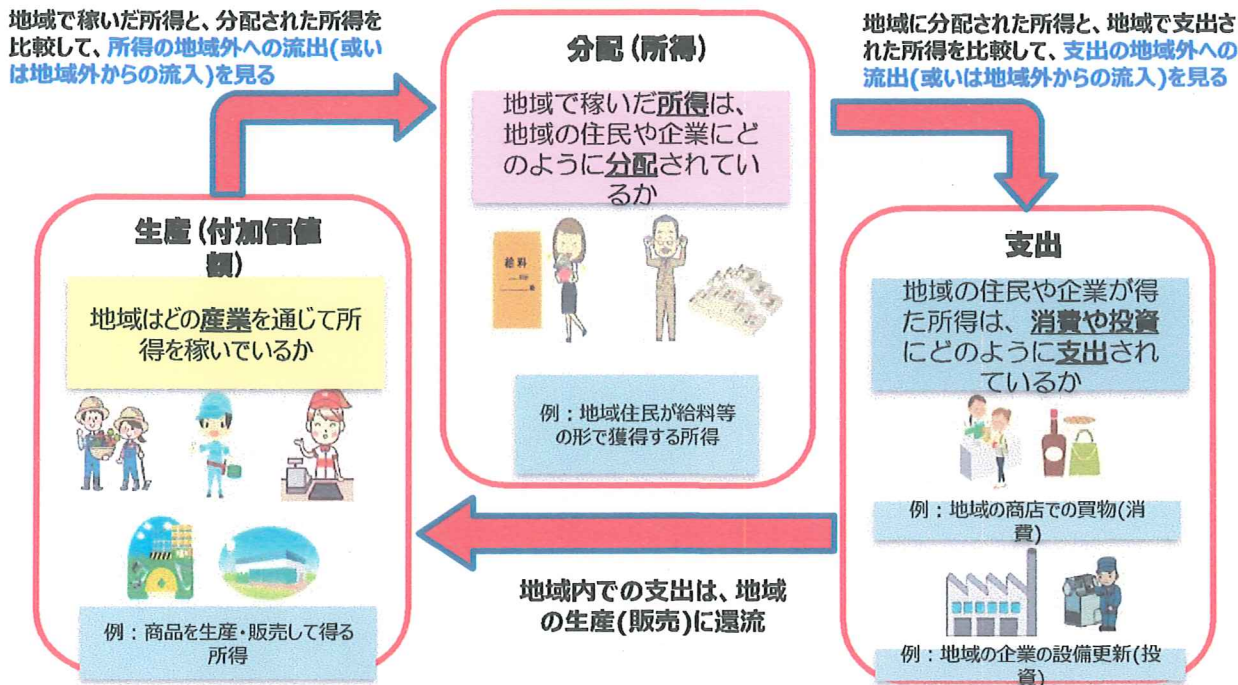 地域で稼いだ所得と、分配された所得を
比較して、所得の地域外への流出(或い
は地域外からの流入)を見る
地域に分配された所得と、地域で支出さ
れた所得を比較して、支出の地域外への
流出(或いは地域外からの流入)を見る
分配(所得)
地域で稼いだ所得は、
地域の住民や企業にど
のように分配されてい
るか
給料
例：地域住民が給料等
の形で獲得する所得
生産(付加価値
額)
地域はどの産業を通じて所
得を稼いでいるか
例：商品を生産・販売して得る
所得
支出
地域の住民や企業が得
た所得は、消費や投資
にどのように支出され
ているか
例：地域の商店での買物(消
費)
例：地域の企業の設備更新(投
資)
地域内での支出は、地域
の生産(販売)に還流